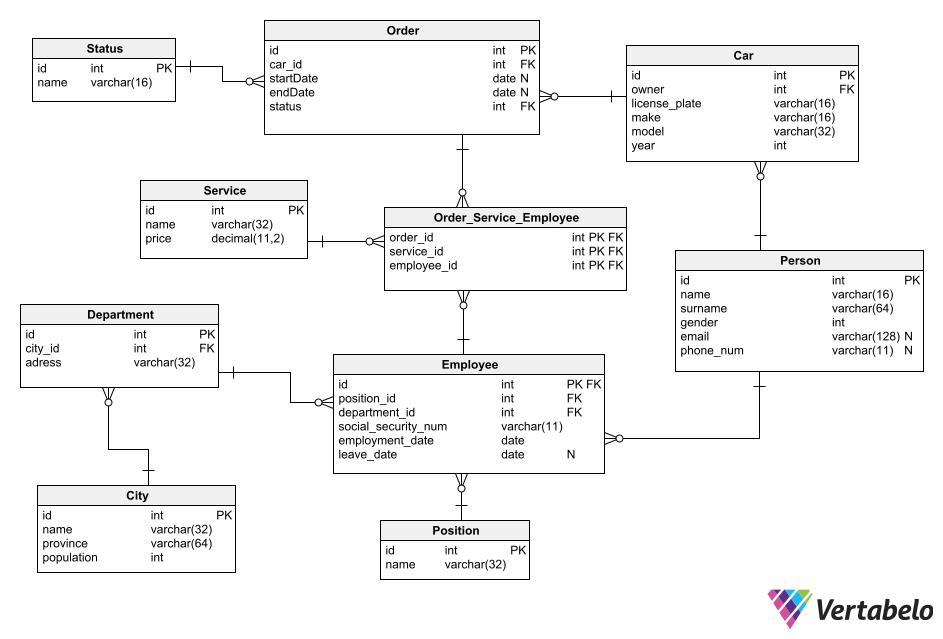 Status
id int PK
name varchar(16)
Order
id int PK
car_id int FK
startDate date N
endDate date N
status int FK
Car
id int PK
owner int FK
license_plate varchar(16)
make varchar(16)
model varchar(32)
year int
Service
id int PK
name varchar(32)
price decimal(11,2)
Order_Service_Employee
order_id int PK FK
service_id int PK FK
employee_id int PK FK
Person
id int PK
name varchar(16)
surname varchar(64)
gender int
email varchar(128) N
phone_num varchar(11) N
Department
id int PK
city_id int FK
adress varchar(32)
Employee
id int PK FK
position_id int FK
department_id int FK
social_security_num varchar(11)
employment_date date
leave_date date N
City
id int PK
name varchar(32)
province varchar(64)
population int
Position
id int PK
name varchar(32)
Vertabelo